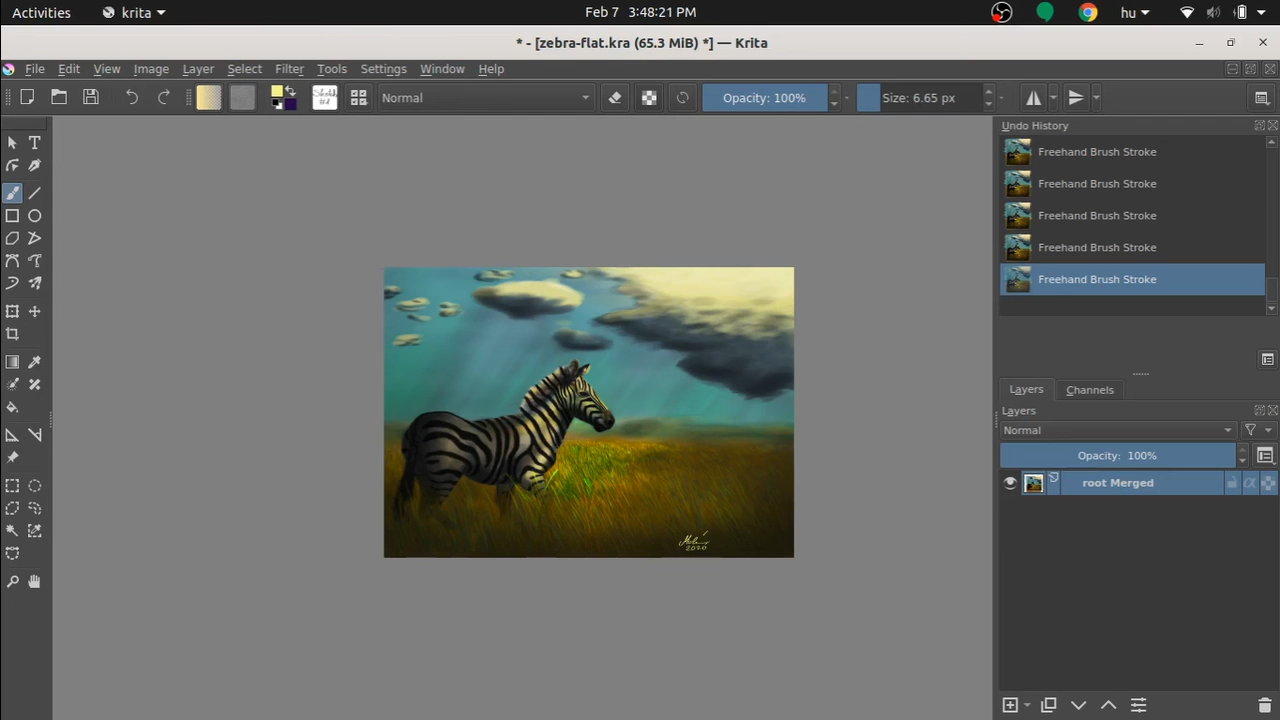 Activities krita Feb 7 3:48:21 PM hu
* - [zebra-flat.kra (65.3 MiB) *] — Krita
File Edit View Image Layer Select Filter Tools Settings Window Help
Normal Opacity: 100% Size: 6.65 px
Undo History
Freehand Brush Stroke
Freehand Brush Stroke
Freehand Brush Stroke
Freehand Brush Stroke
Freehand Brush Stroke
Layers Channels
Layers
Normal
Opacity: 100%
root Merged
2020